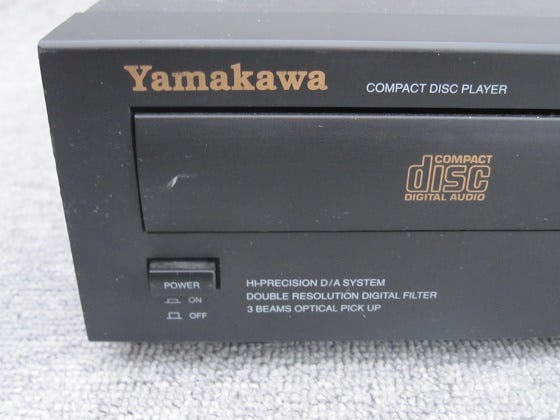 Yamakawa
COMPACT DISC PLAYER
COMPACT
disc
DIGITAL AUDIO
POWER
ON
OFF
HI-PRECISION D/A SYSTEM
DOUBLE RESOLUTION DIGITAL FILTER
3 BEAMS OPTICAL PICK UP